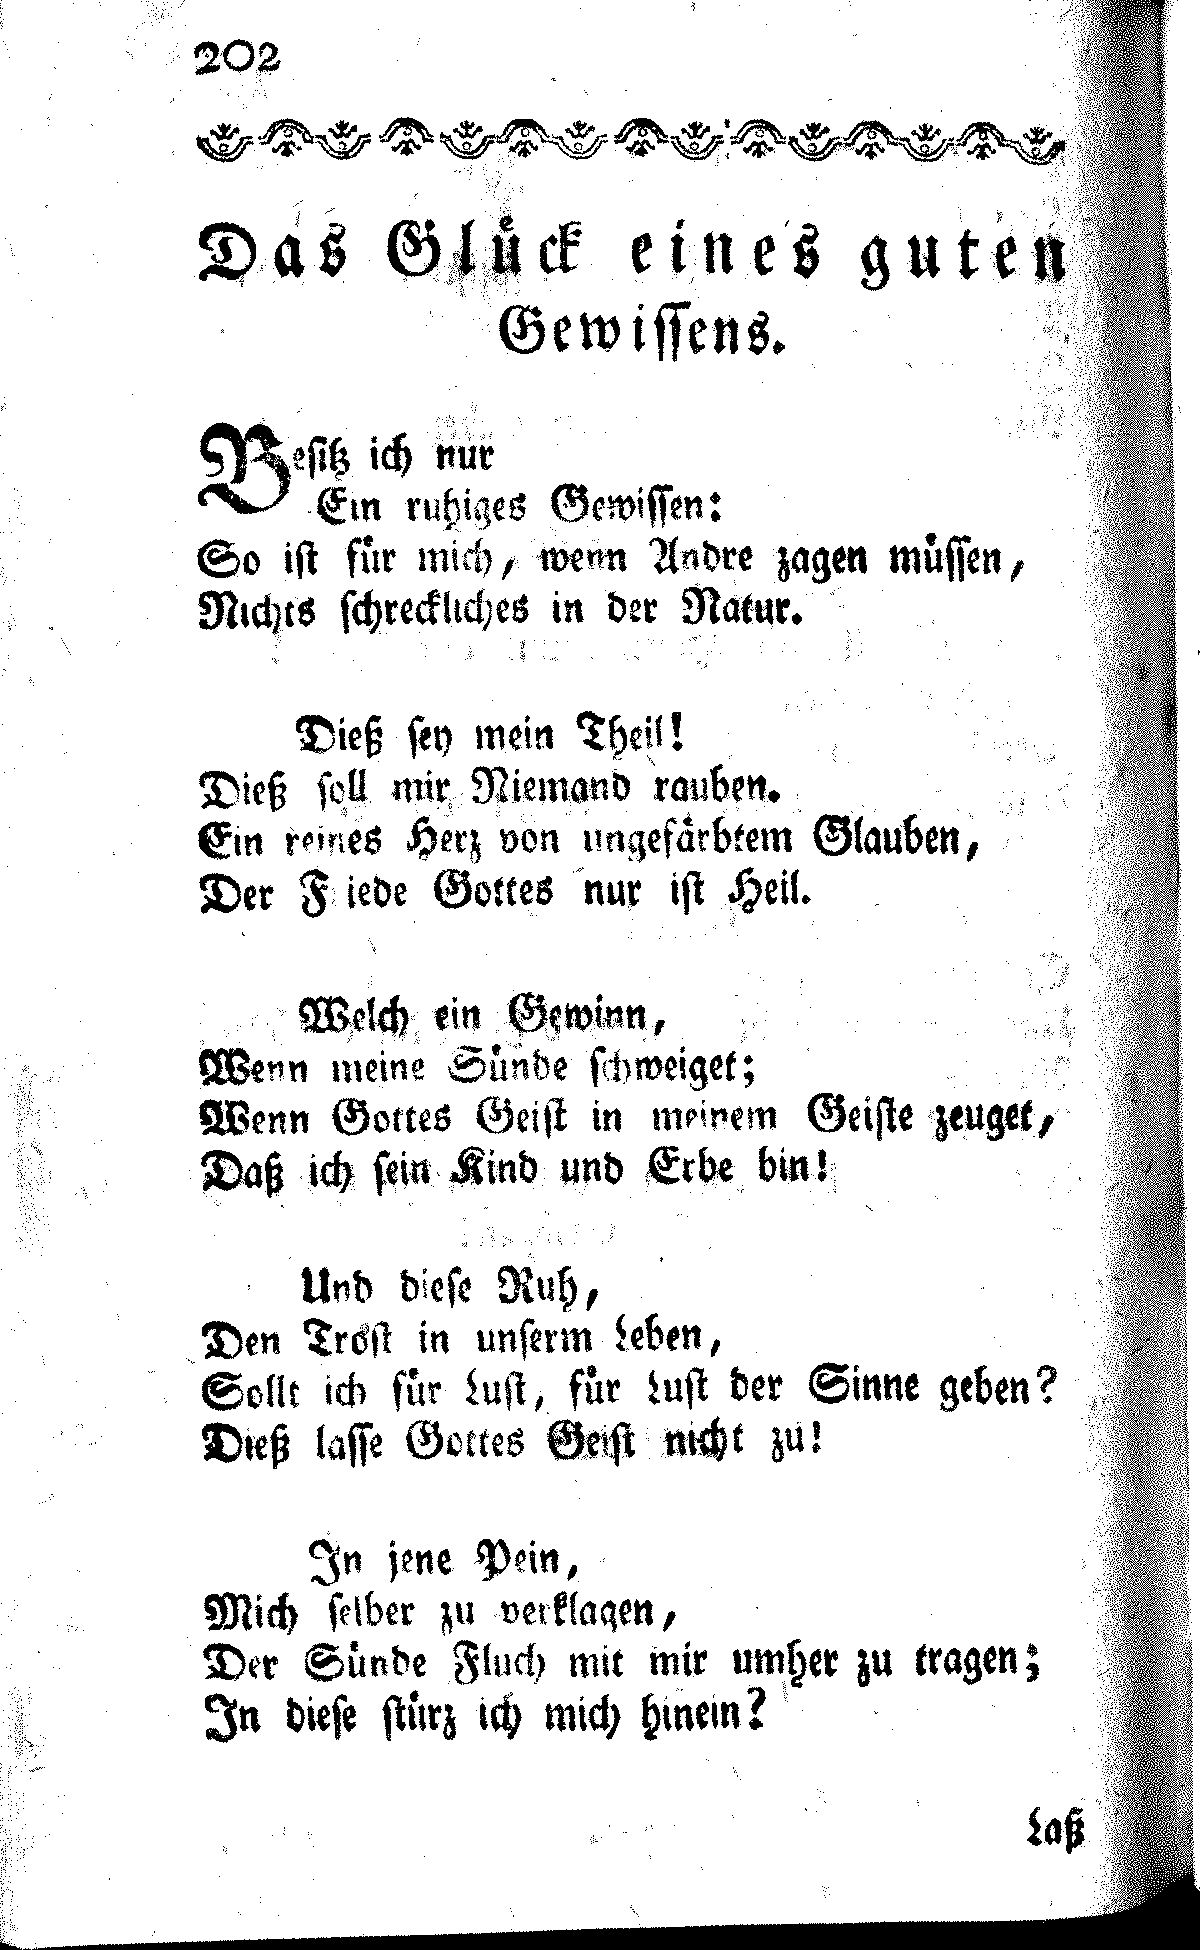 202
Das Glück eines guten
Gewissens.
Besitz ich nur
Ein ruhiges Gewissen:
So ist für mich, wenn Andre zagen müssen,
Nichts schreckliches in der Natur.
Dieß sey mein Theil!
Dieß soll mir Niemand rauben.
Ein reines Herz von ungefärbtem Glauben,
Der Friede Gottes nur ist Heil.
Welch ein Gewinn,
Wenn meine Sünde schweiget;
Wenn Gottes Geist in meinem Geiste zeuget,
Daß ich sein Kind und Erbe bin!
Und diese Ruh,
Den Trost in unserm Leben,
Sollt ich für Lust, für Lust der Sinne geben?
Dieß lasse Gottes Geist nicht zu!
In jene Pein,
Mich selber zu verklagen,
Der Sünde Fluch mit mir umher zu tragen;
In diese stürz ich mich hinein?
Laß